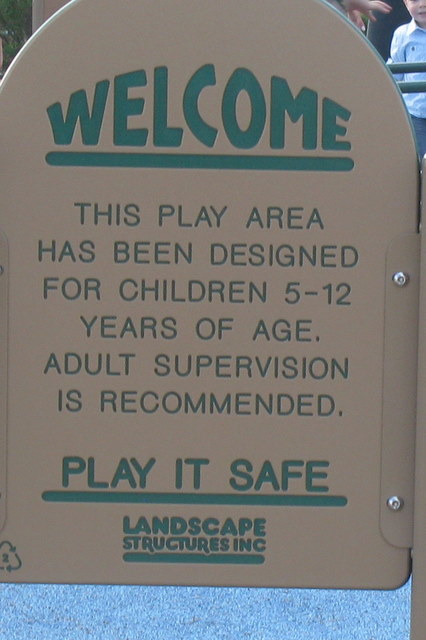 WELCOME
THIS PLAY AREA
HAS BEEN DESIGNED
FOR CHILDREN 5-12
YEARS OF AGE.
ADULT SUPERVISION
IS RECOMMENDED.
PLAY IT SAFE
LANDSCAPE
STRUCTURES INC
2